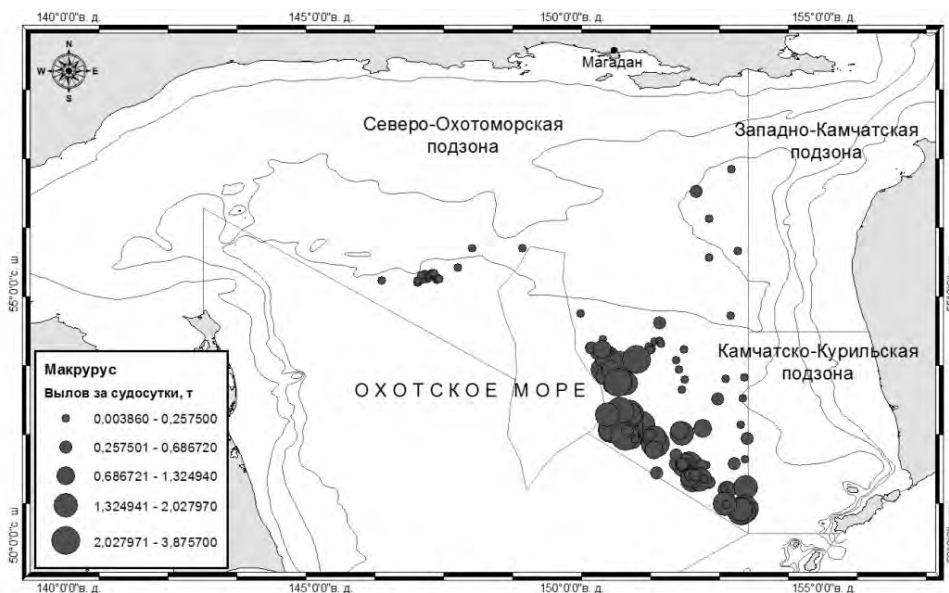 140°0'0"в. д. 145°0'0"в. д. 150°0'0"в. д. 155°0'0"в. д.
N
W E
S
Магадан
Северо-Охотоморская
подзона
Западно-Камчатская
подзона
55°0'0"с. ш.
Камчатско-Курильская
подзона
ОХОТСКОЕ МОРЕ
Макрурус
Вылов за судосутки, т
0,003860 - 0,257500
0,257501 - 0,686720
0,686721 - 1,324940
1,324941 - 2,027970
2,027971 - 3,875700
50°0'0"с. ш.
140°0'0"в. д. 145°0'0"в. д. 150°0'0"в. д. 155°0'0"в. д.